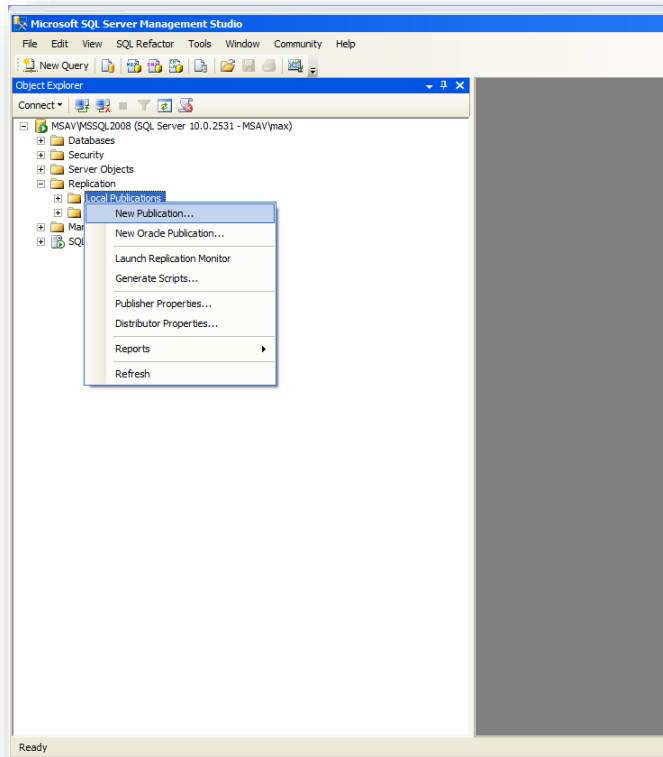 Microsoft SQL Server Management Studio
File Edit View SQL Refactor Tools Window Community Help
New Query
Object Explorer
Connect
MSAV\MSSQL2008 (SQL Server 10.0.2531 - MSAV\max)
Databases
Security
Server Objects
Replication
Local Publications
New Publication...
Mar
New Oracle Publication...
SQL
Launch Replication Monitor
Generate Scripts...
Publisher Properties...
Distributor Properties...
Reports
Refresh
Ready